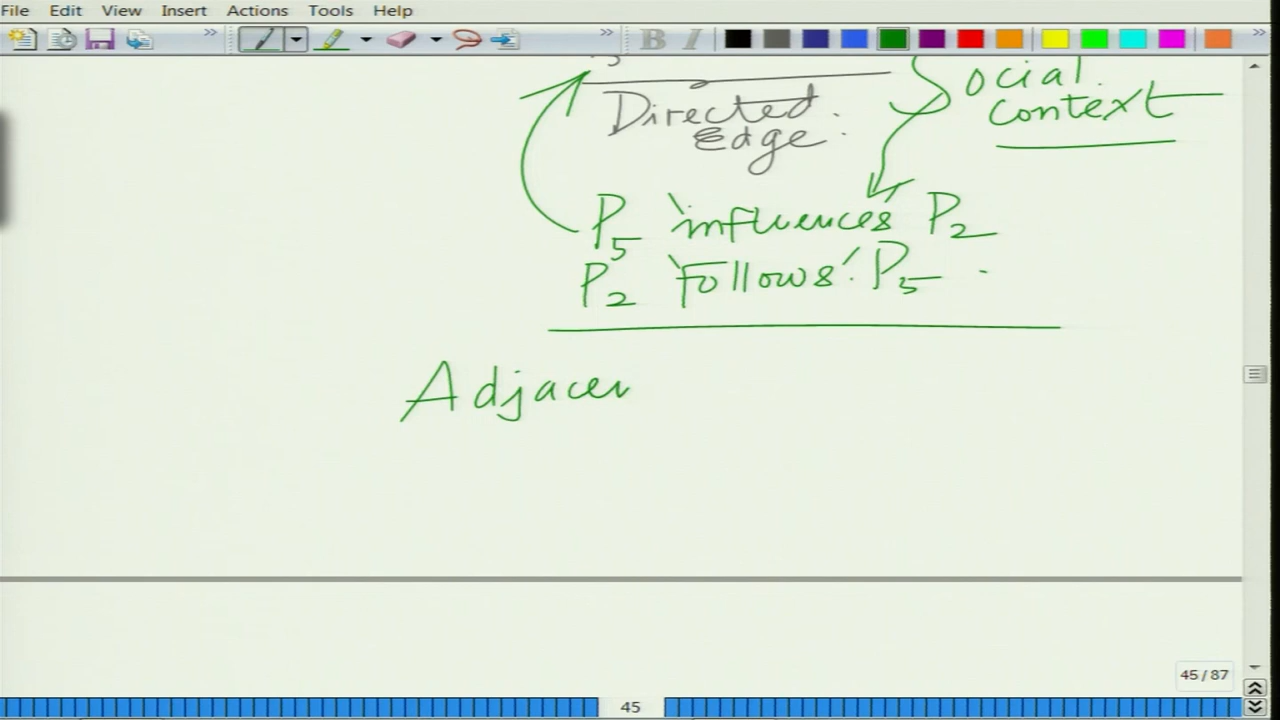 File Edit View Insert Actions Tools Help
B I
Social
context
Directed
edge.
P5 'influences' P2
P2 'follows' P5
Adjacen
45 / 87
45